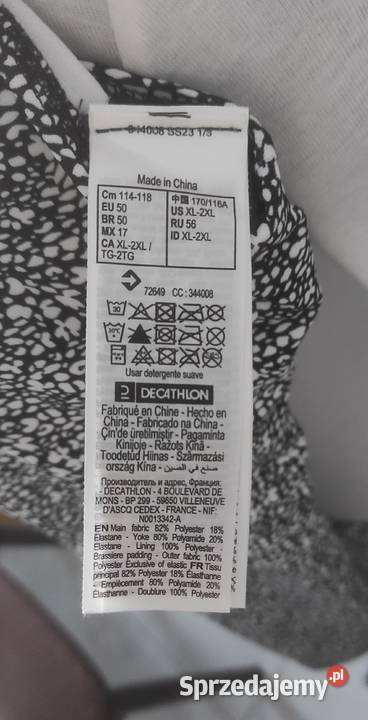 344008 SS23 1/3
Made in China
Cm 114-118
EU 50
BR 50
MX 17
CA XL-2XL /
TG-2TG
中国 170/116A
US XL-2XL
RU 56
ID XL-2XL
72649 CC : 344008
30
Usar detergente suave
DECATHLON
Fabriqué en Chine - Hecho en
China - Fabricado na China -
Çin'de üretilmiştir - Pagaminta
Kinijoje - Ražots Ķīnā -
Toodetud Hiinas - Származási
ország Kína - صنع في الصين
Производитель и адрес, Франция:
- DECATHLON - 4 BOULEVARD DE
MONS - BP 299 - 59650 VILLENEUVE
D'ASCQ CEDEX - FRANCE - NIF:
N0013342-A
EN Main fabric 82% Polyester 18%
Elastane - Yoke 80% Polyamide 20%
Elastane - Lining 100% Polyester -
Brassiere padding - Outer fabric 100%
Polyester Exclusive of elastic FR Tissu
principal 82% Polyester 18% Élasthanne
- Empiècement 80% Polyamide 20%
Élasthanne - Doublure 100% Polyester
Sprzedajemy.pl